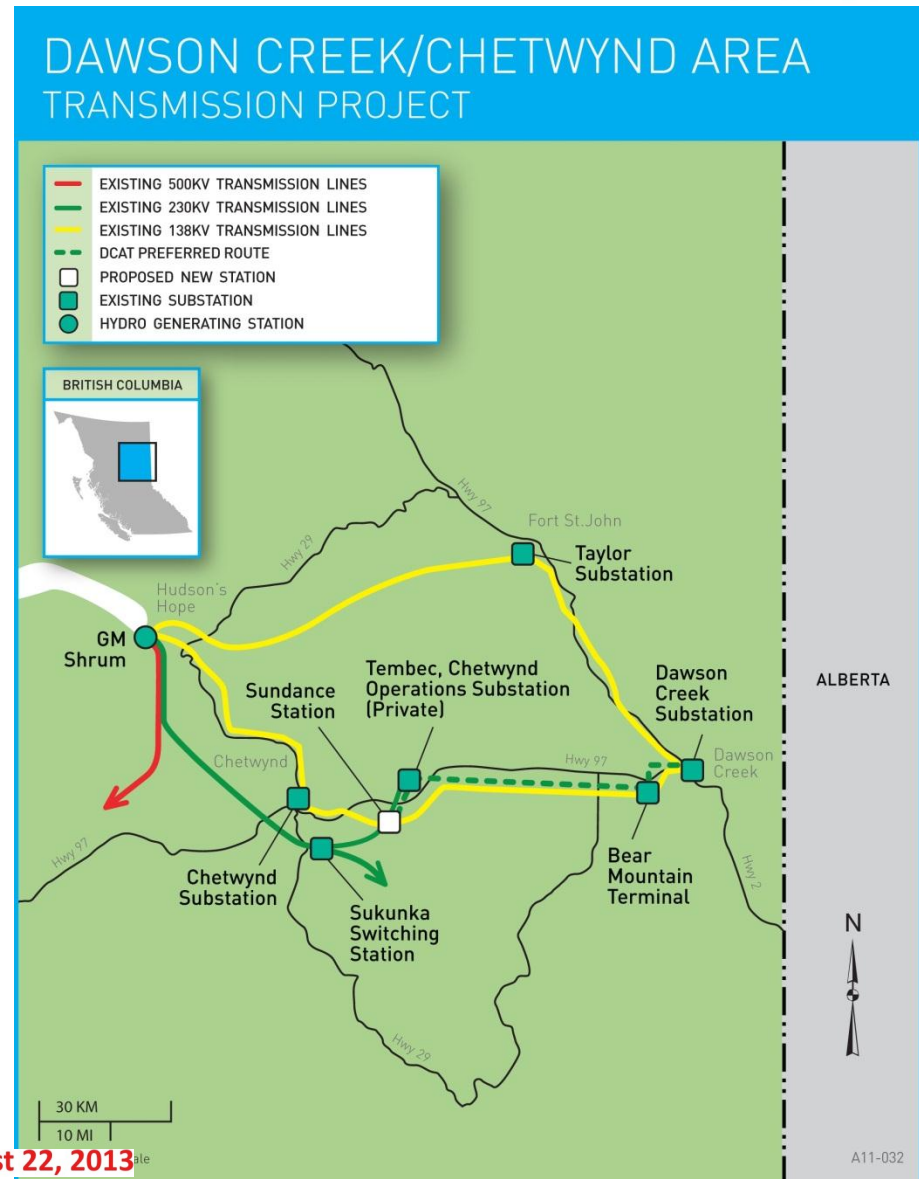 DAWSON CREEK/CHETWYND AREA
TRANSMISSION PROJECT
EXISTING 500KV TRANSMISSION LINES
EXISTING 230KV TRANSMISSION LINES
EXISTING 138KV TRANSMISSION LINES
DCAT PREFERRED ROUTE
PROPOSED NEW STATION
EXISTING SUBSTATION
HYDRO GENERATING STATION
BRITISH COLUMBIA
Hwy 97
Fort St.John
Hwy 29
Taylor
Substation
Hudson's
Hope
GM
Shrum
Tembec, Chetwynd
Operations Substation
(Private)
Sundance
Station
Dawson
Creek
Substation
ALBERTA
Chetwynd
Hwy 97
Dawson
Creek
Hwy 97
Chetwynd
Substation
Bear
Mountain
Terminal
Hwy 2
Sukunka
Switching
Station
N
Hwy 29
30 KM
10 MI
st 22, 2013
ale
A11-032